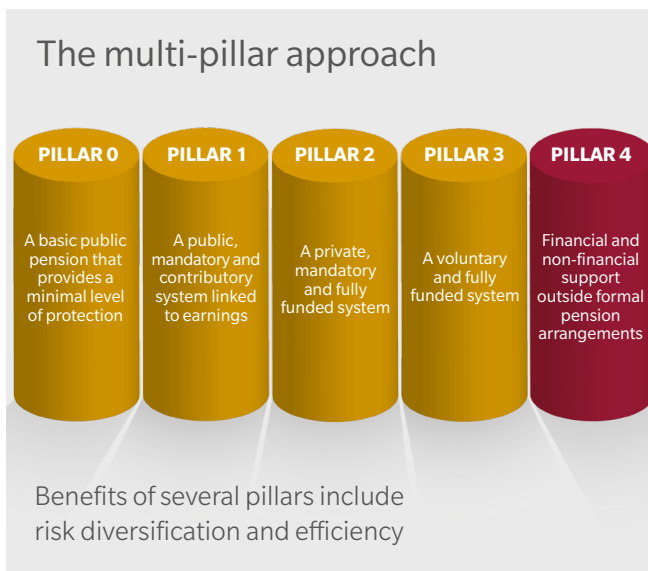 The multi-pillar approach
PILLAR 0
A basic public
pension that
provides a
minimal level
of protection
PILLAR 1
A public,
mandatory and
contributory
system linked
to earnings
PILLAR 2
A private,
mandatory
and fully
funded system
PILLAR 3
A voluntary
and fully
funded system
PILLAR 4
Financial and
non-financial
support
outside formal
pension
arrangements
Benefits of several pillars include
risk diversification and efficiency